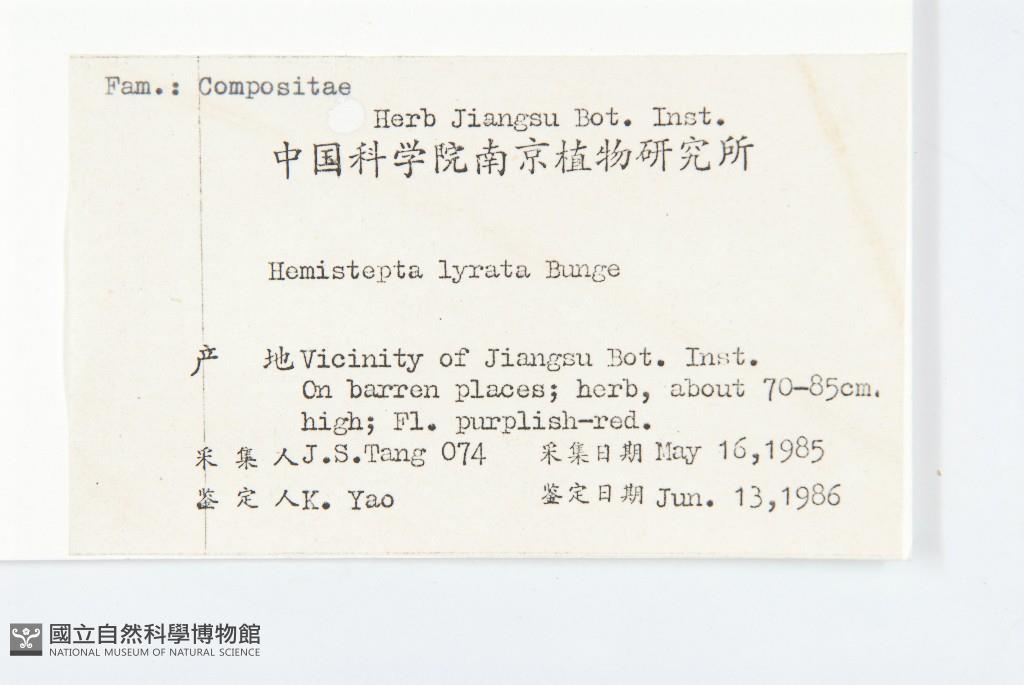 Fam.: Compositae
Herb Jiangsu Bot. Inst.
中国科学院南京植物研究所
Hemistepta lyrata Bunge
产 地 Vicinity of Jiangsu Bot. Inst.
On barren places; herb, about 70-85cm.
high; Fl. purplish-red.
采 集 人 J.S.Tang 074 采集日期 May 16,1985
鉴 定 人 K. Yao 鉴定日期 Jun. 13,1986
國立自然科學博物館
NATIONAL MUSEUM OF NATURAL SCIENCE